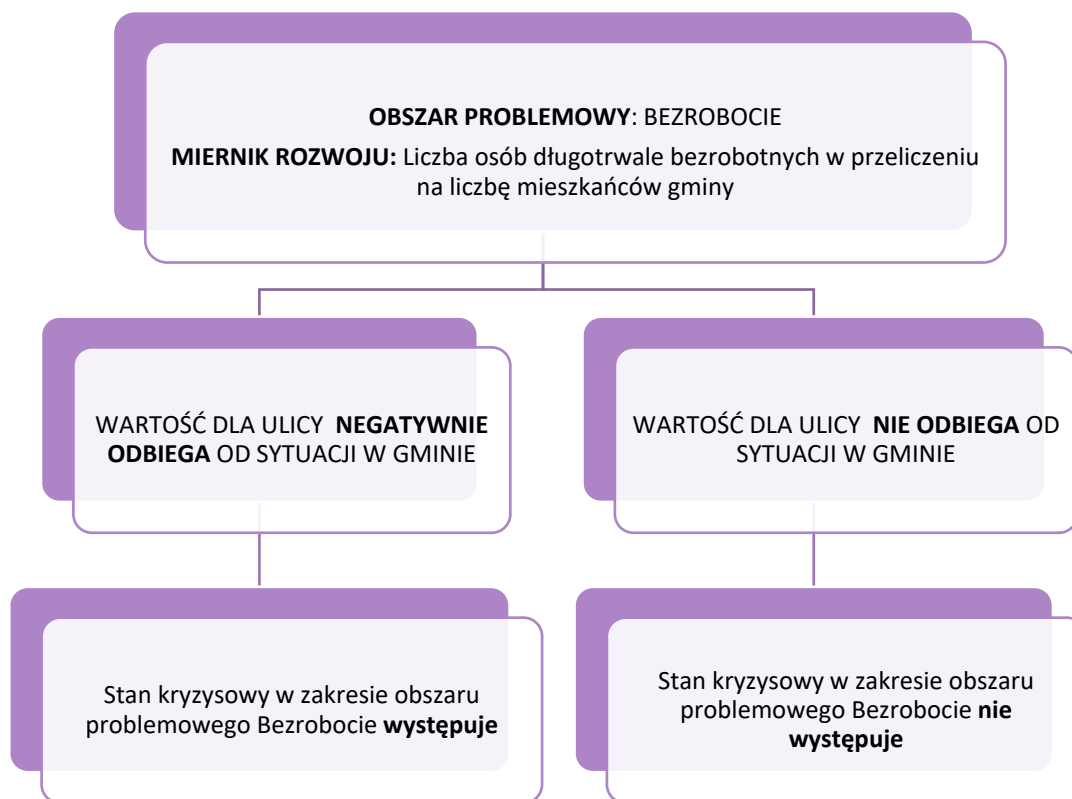 OBSZAR PROBLEMOWY: BEZROBOCIE
MIERNIK ROZWOJU: Liczba osób długotrwale bezrobotnych w przeliczeniu
na liczbę mieszkańców gminy
WARTOŚĆ DLA ULICY NEGATYWNIE
ODBIEGA OD SYTUACJI W GMINIE
WARTOŚĆ DLA ULICY NIE ODBIEGA OD
SYTUACJI W GMINIE
Stan kryzysowy w zakresie obszaru
problemowego Bezrobocie występuje
Stan kryzysowy w zakresie obszaru
problemowego Bezrobocie nie
występuje